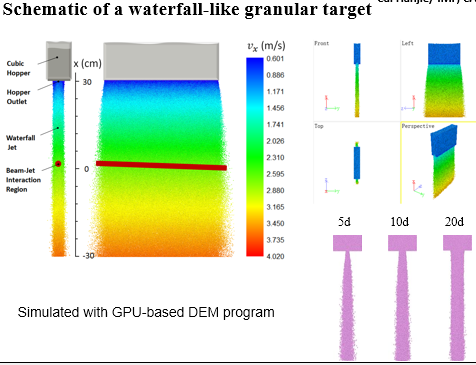 Schematic of a waterfall-like granular target
Cubic
Hopper
Hopper
Outlet
Waterfall
Jet
Beam-Jet
Interaction
Region
x (cm)
30
0
-30
vx (m/s)
0.601
0.886
1.171
1.456
1.741
2.026
2.310
2.595
2.880
3.165
3.450
3.735
4.020
Front
Left
Top
Perspective
5d
10d
20d
Simulated with GPU-based DEM program